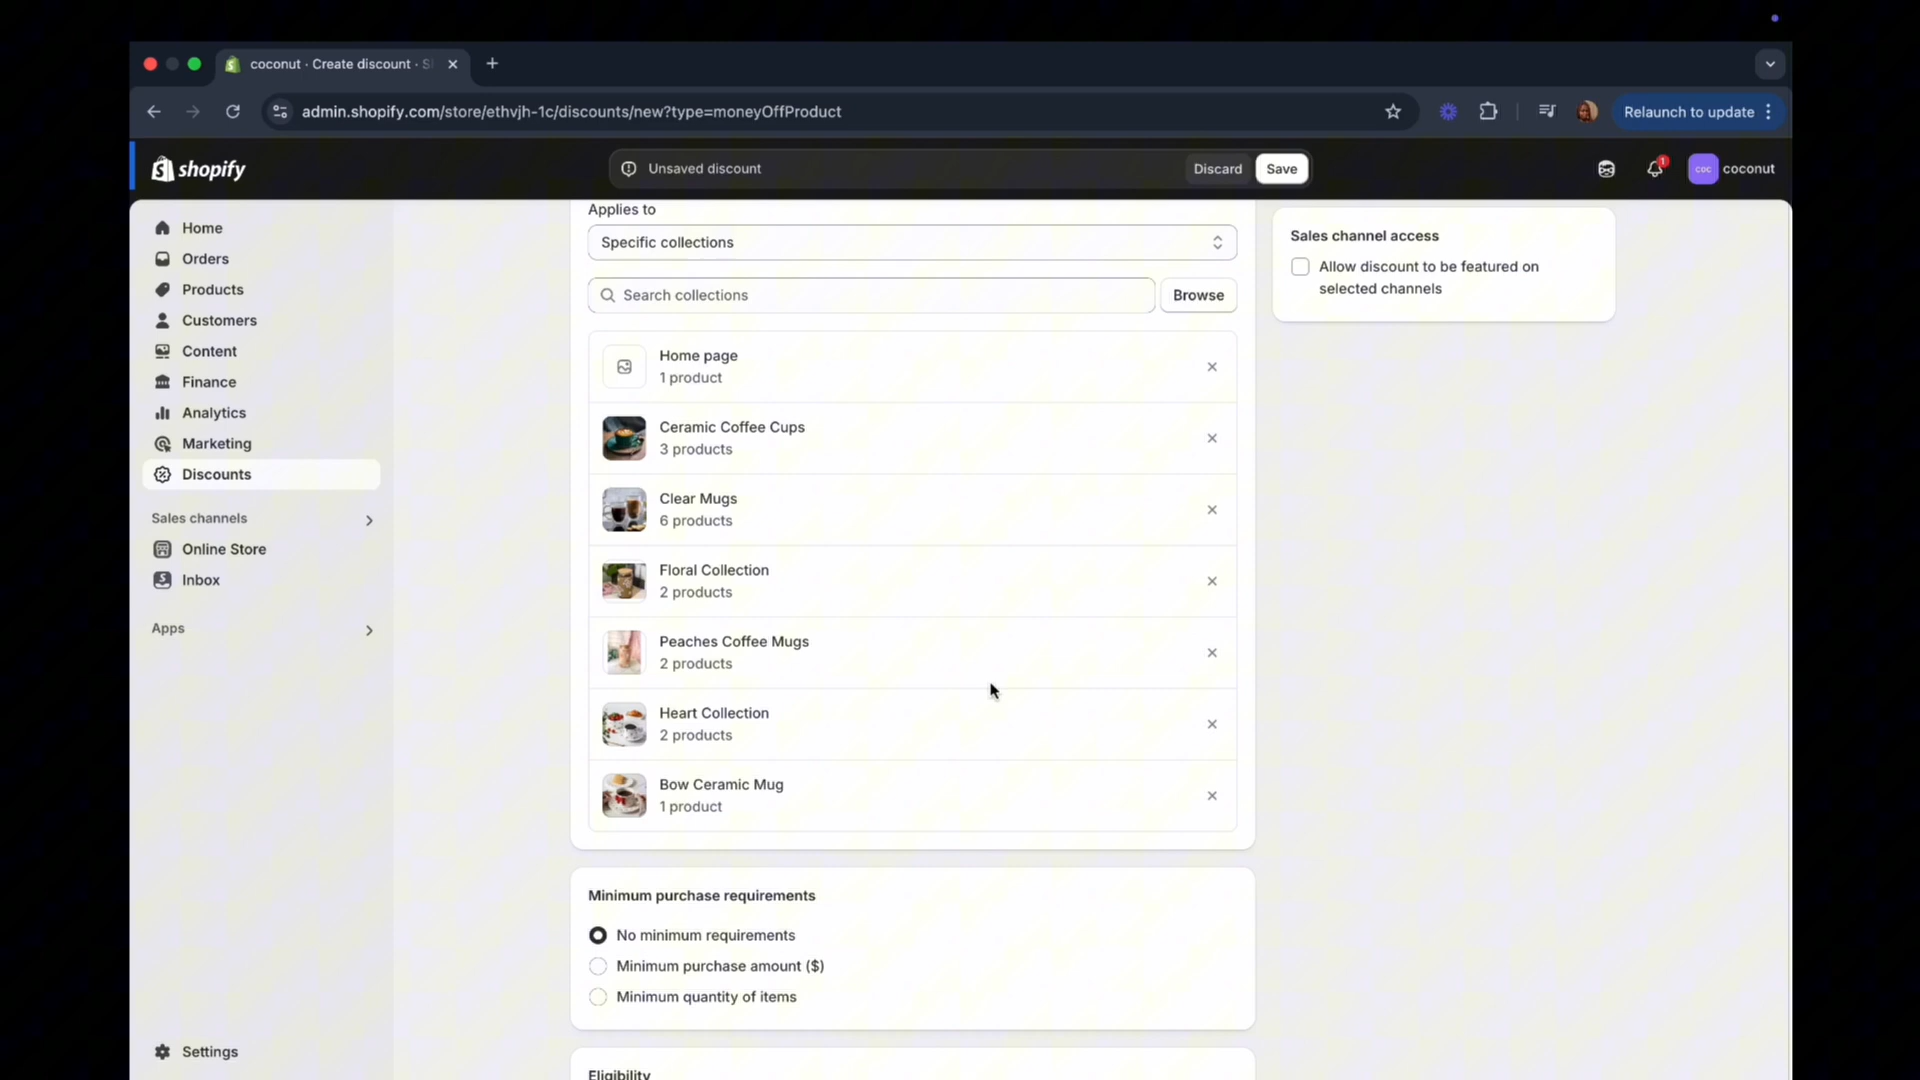 coconut · Create discount · S
admin.shopify.com/store/ethvjh-1c/discounts/new?type=moneyOffProduct
Relaunch to update
shopify
Unsaved discount
Discard
Save
1
coc
coconut
Home
Orders
Products
Customers
Content
Finance
Analytics
Marketing
Discounts
Sales channels
Online Store
Inbox
Apps
Settings
Applies to
Specific collections
Search collections
Browse
Home page
1 product
Ceramic Coffee Cups
3 products
Clear Mugs
6 products
Floral Collection
2 products
Peaches Coffee Mugs
2 products
Heart Collection
2 products
Bow Ceramic Mug
1 product
Minimum purchase requirements
No minimum requirements
Minimum purchase amount ($)
Minimum quantity of items
Eligibility
Sales channel access
Allow discount to be featured on
selected channels